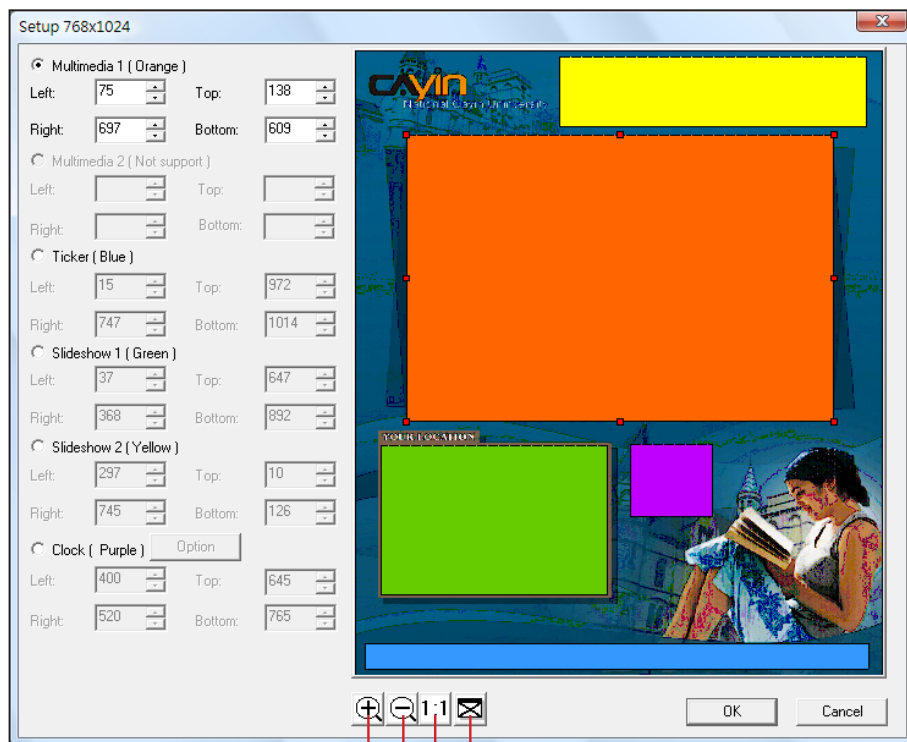 Setup 768x1024
Multimedia 1 ( Orange )
Left: 75 Top: 138
Right: 697 Bottom: 609
Multimedia 2 ( Not support )
Left: Top:
Right: Bottom:
Ticker ( Blue )
Left: 15 Top: 972
Right: 747 Bottom: 1014
Slideshow 1 ( Green )
Left: 37 Top: 647
Right: 368 Bottom: 892
Slideshow 2 ( Yellow )
Left: 297 Top: 10
Right: 745 Bottom: 126
Clock ( Purple ) Option
Left: 400 Top: 645
Right: 520 Bottom: 765
CAYIN
National Cayin University
YOUR LOCATION
1:1
OK Cancel